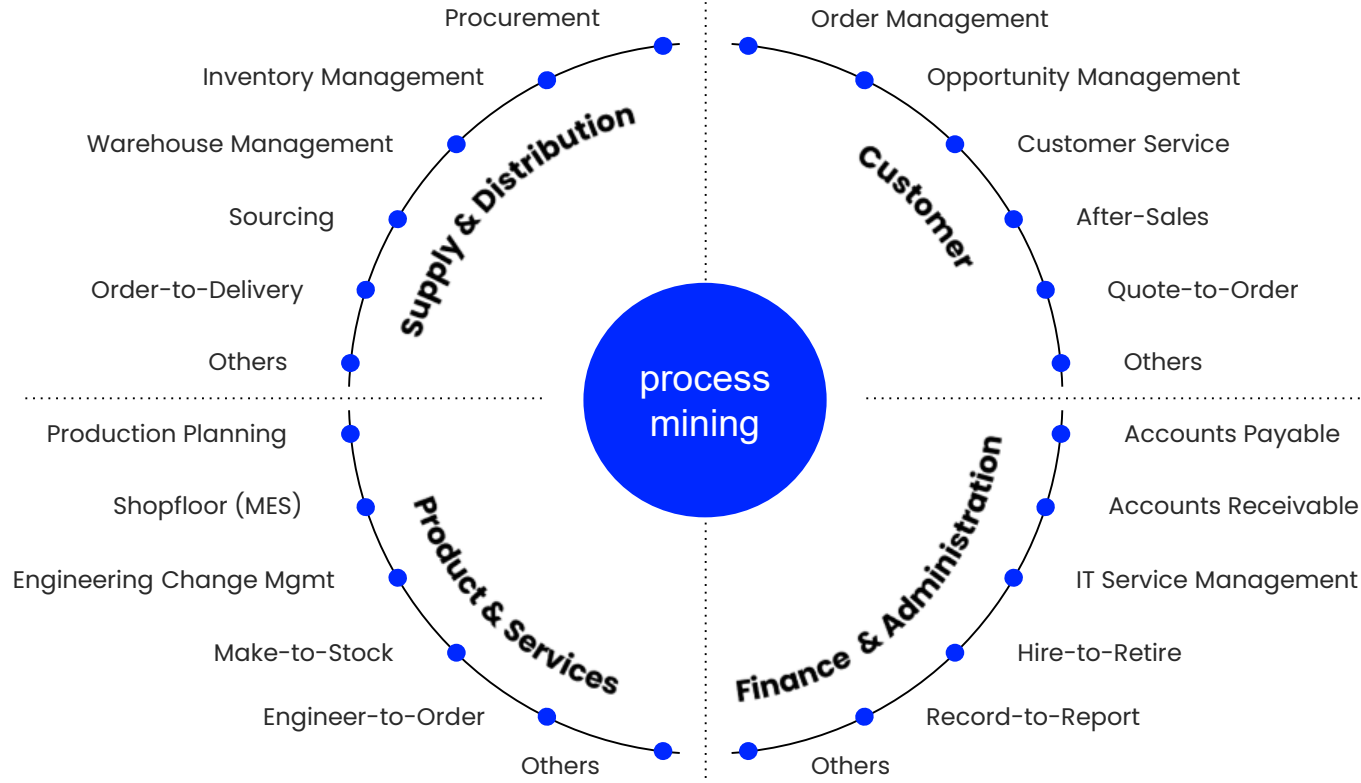 Procurement
Inventory Management
Warehouse Management
Sourcing
Order-to-Delivery
Others
Supply & Distribution
Order Management
Opportunity Management
Customer Service
After-Sales
Quote-to-Order
Others
Customer
process
mining
Production Planning
Shopfloor (MES)
Engineering Change Mgmt
Make-to-Stock
Engineer-to-Order
Others
Product & Services
Accounts Payable
Accounts Receivable
IT Service Management
Hire-to-Retire
Record-to-Report
Others
Finance & Administration